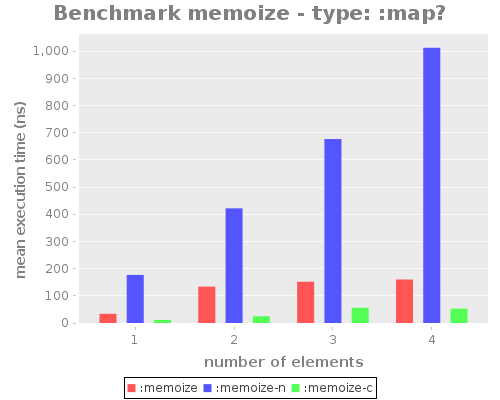 Benchmark memoize - type: :map?
mean execution time (ns)
1,000
900
800
700
600
500
400
300
200
100
0
1 2 3 4
number of elements
:memoize :memoize-n :memoize-c